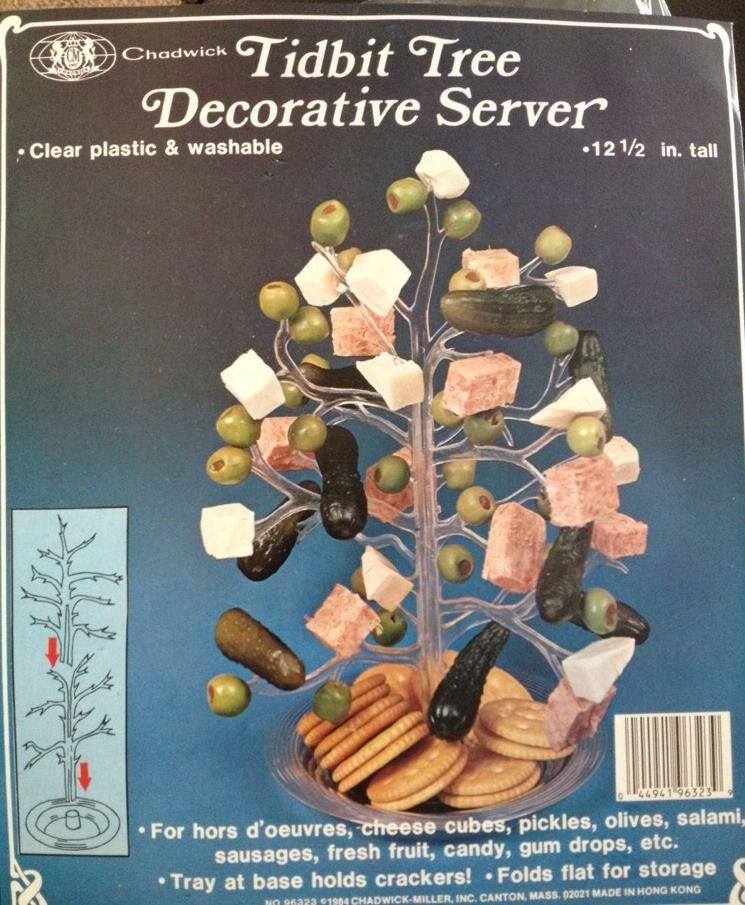 Chadwick Tidbit Tree
Decorative Server
• Clear plastic & washable
• 12 1/2 in. tall
0 44941 96323 9
• For hors d'oeuvres, cheese cubes, pickles, olives, salami,
sausages, fresh fruit, candy, gum drops, etc.
• Tray at base holds crackers! • Folds flat for storage
NO 96323 ©1984 CHADWICK-MILLER, INC. CANTON, MASS. 02021 MADE IN HONG KONG